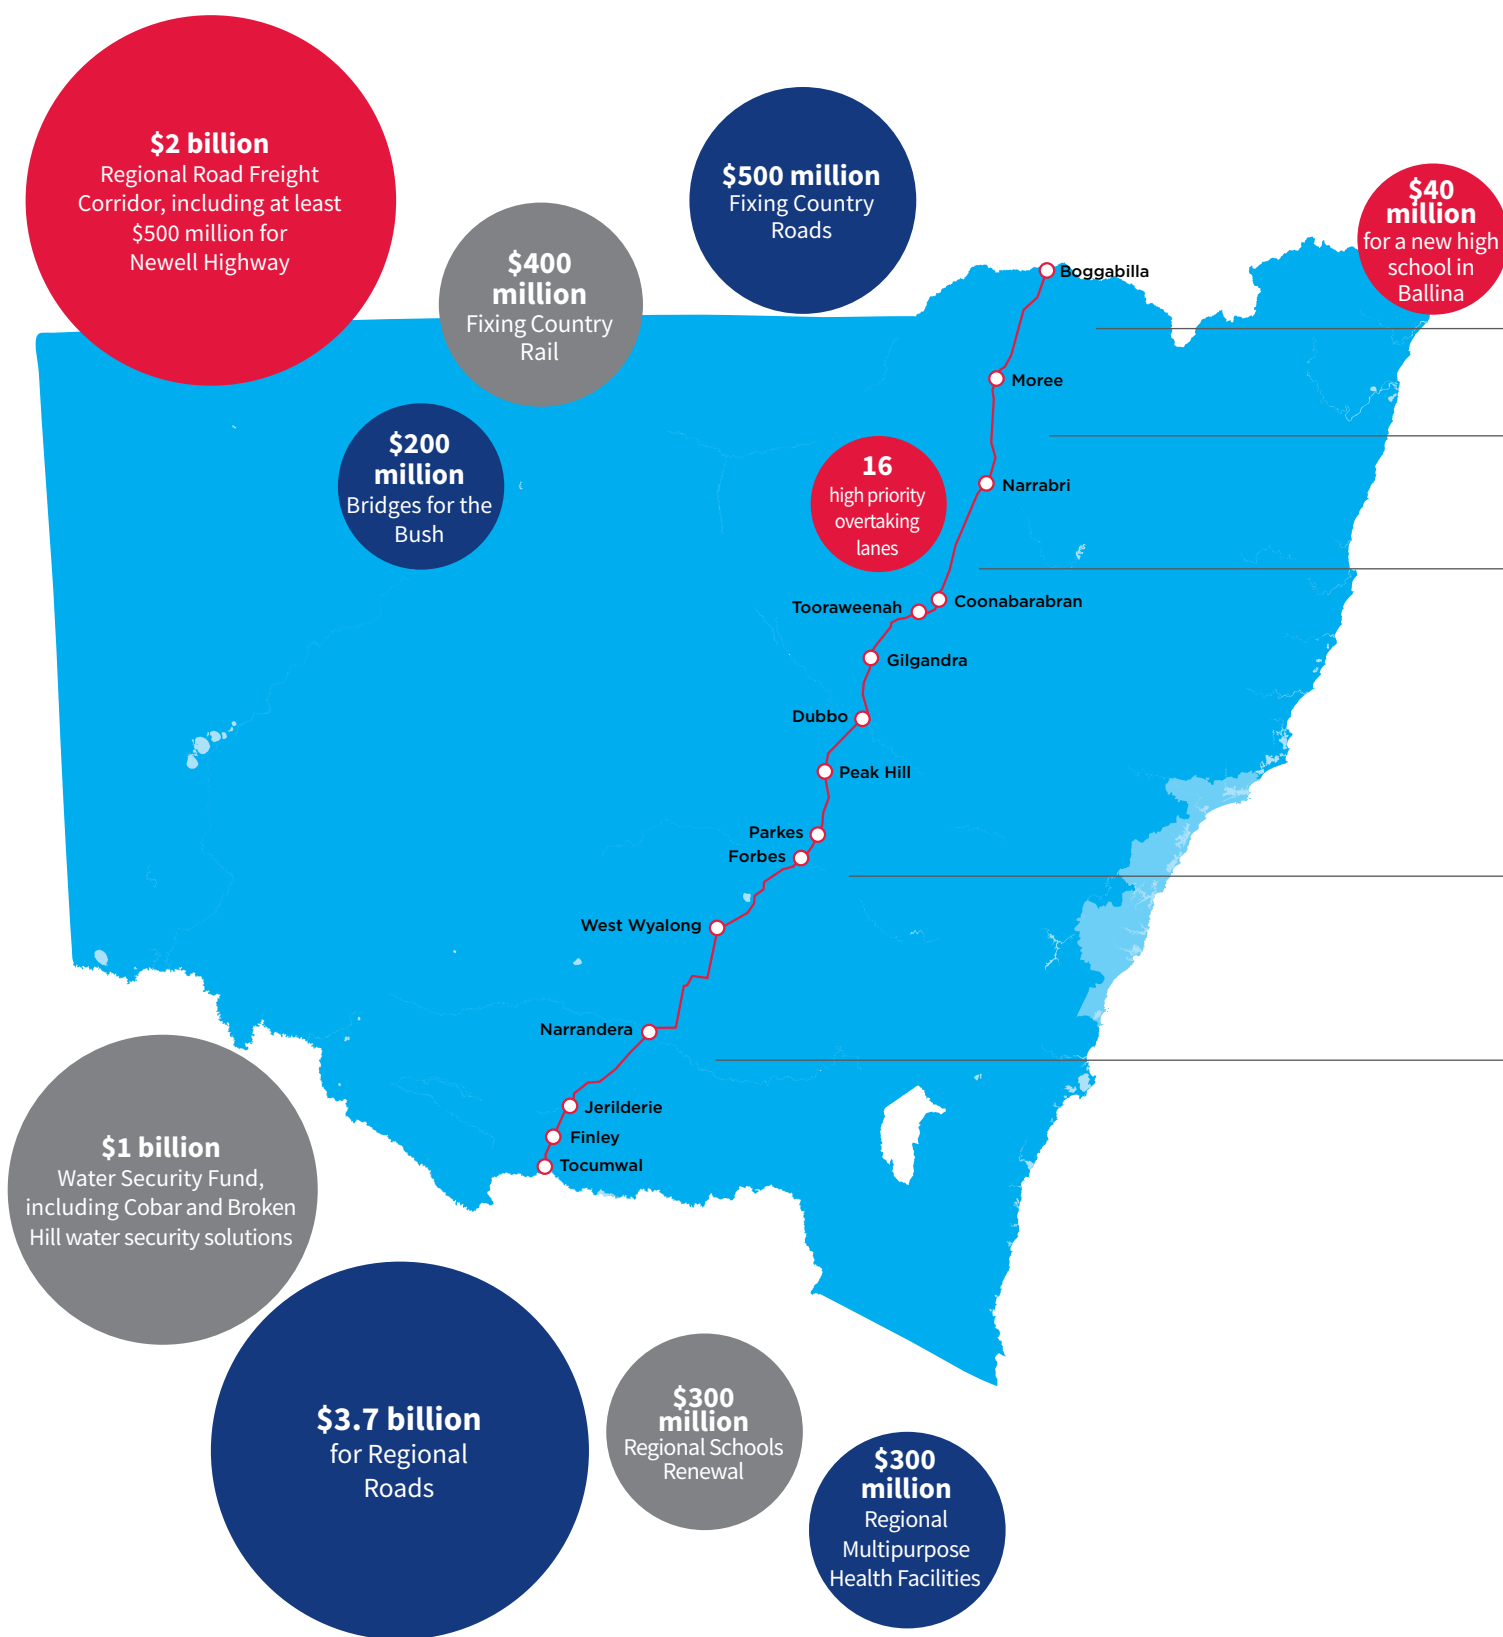 $2 billion
Regional Road Freight
Corridor, including at least
$500 million for
Newell Highway
$400
million
Fixing Country
Rail
$500 million
Fixing Country
Roads
$40
million
for a new high
school in
Ballina
$200
million
Bridges for the
Bush
16
high priority
overtaking
lanes
Boggabilla
Moree
Narrabri
Coonabarabran
Tooraweenah
Gilgandra
Dubbo
Peak Hill
Parkes
Forbes
West Wyalong
Narrandera
Jerilderie
Finley
Tocumwal
$1 billion
Water Security Fund,
including Cobar and Broken
Hill water security solutions
$3.7 billion
for Regional
Roads
$300
million
Regional Schools
Renewal
$300
million
Regional
Multipurpose
Health Facilities